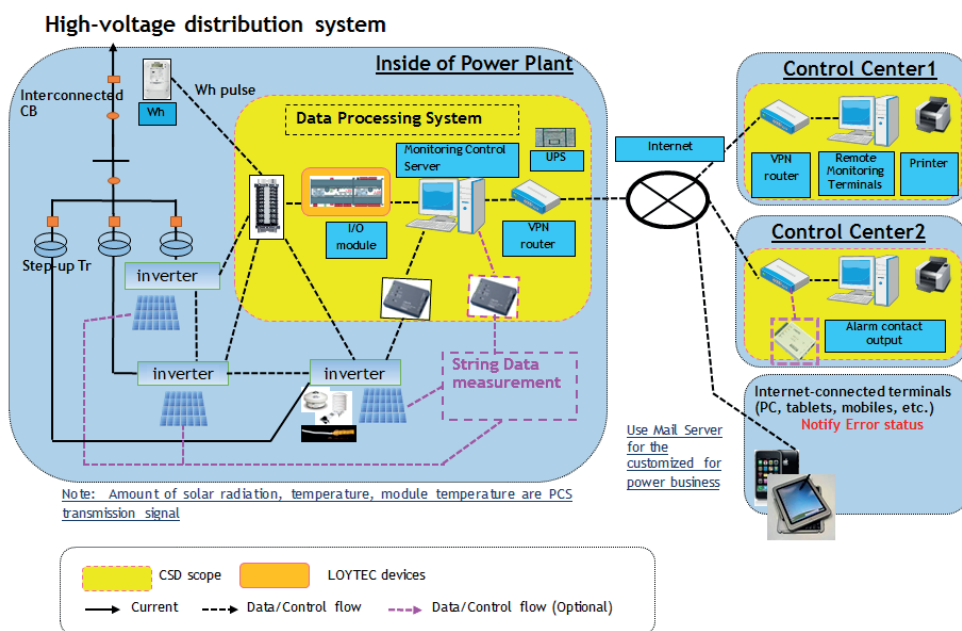 High-voltage distribution system
Inside of Power Plant
Interconnected
CB
Wh
Wh pulse
Data Processing System
Monitoring Control
Server
UPS
I/O
module
VPN
router
Step-up Tr
inverter
inverter
inverter
String Data
measurement
Internet
Control Center1
VPN
router
Remote
Monitoring
Terminals
Printer
Control Center2
Alarm contact
output
Internet-connected terminals
(PC, tablets, mobiles, etc.)
Notify Error status
Use Mail Server
for the
customized for
power business
Note: Amount of solar radiation, temperature, module temperature are PCS
transmission signal
CSD scope
LOYTEC devices
Current
Data/Control flow
Data/Control flow (Optional)